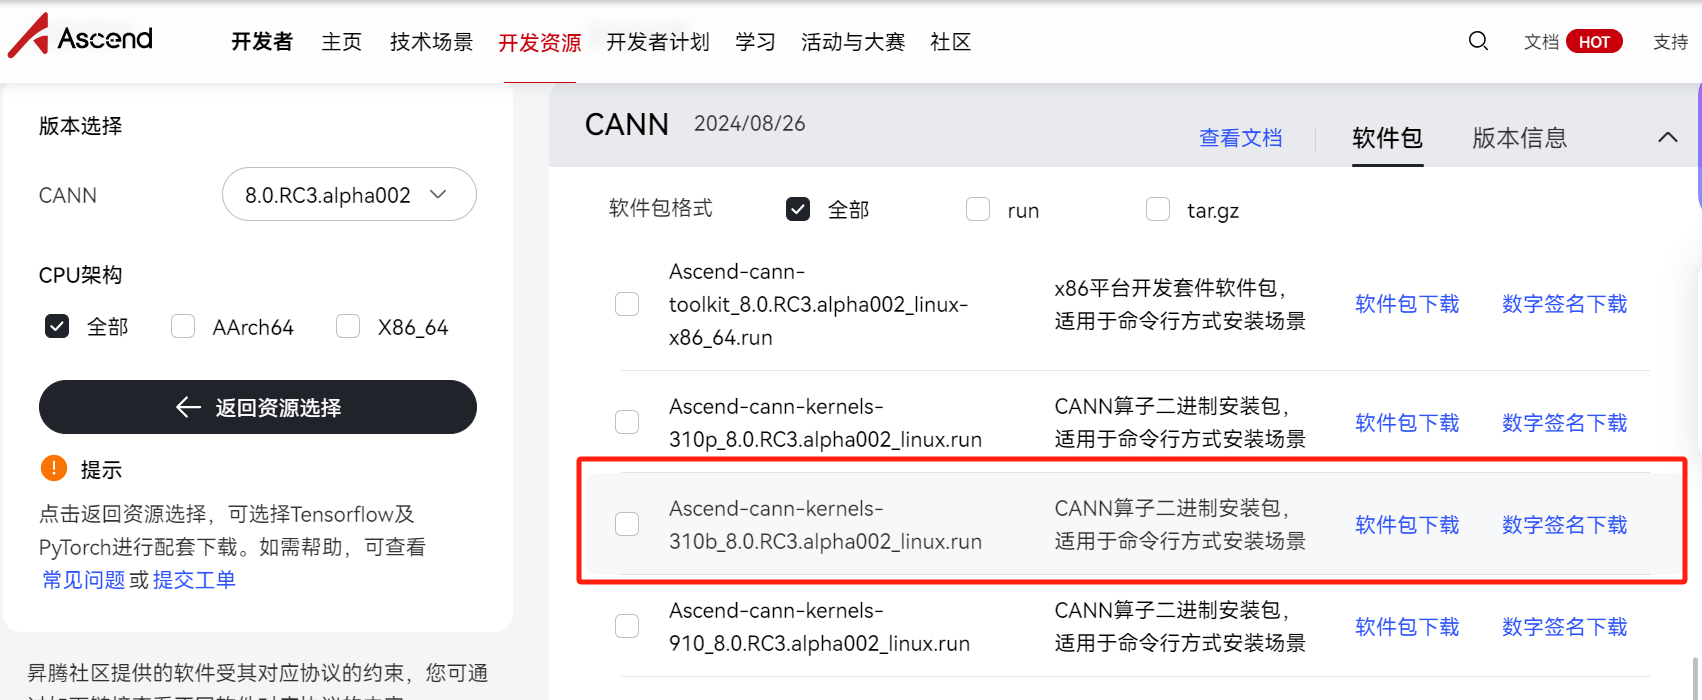 Ascend
开发者
主页
技术场景
开发资源
开发者计划
学习
活动与大赛
社区
文档
HOT
支持
版本选择
CANN
8.0.RC3.alpha002
CPU架构
全部
AArch64
X86_64
返回资源选择
提示
点击返回资源选择，可选择Tensorflow及
PyTorch进行配套下载。如需帮助，可查看
常见问题或提交工单
昇腾社区提供的软件受其对应协议的约束，您可通
CANN
2024/08/26
查看文档
软件包
版本信息
软件包格式
全部
run
tar.gz
Ascend-cann-
toolkit_8.0.RC3.alpha002_linux-
x86_64.run
x86平台开发套件软件包，
适用于命令行方式安装场景
软件包下载
数字签名下载
Ascend-cann-kernels-
310p_8.0.RC3.alpha002_linux.run
CANN算子二进制安装包，
适用于命令行方式安装场景
软件包下载
数字签名下载
Ascend-cann-kernels-
310b_8.0.RC3.alpha002_linux.run
CANN算子二进制安装包，
适用于命令行方式安装场景
软件包下载
数字签名下载
Ascend-cann-kernels-
910_8.0.RC3.alpha002_linux.run
CANN算子二进制安装包，
适用于命令行方式安装场景
软件包下载
数字签名下载